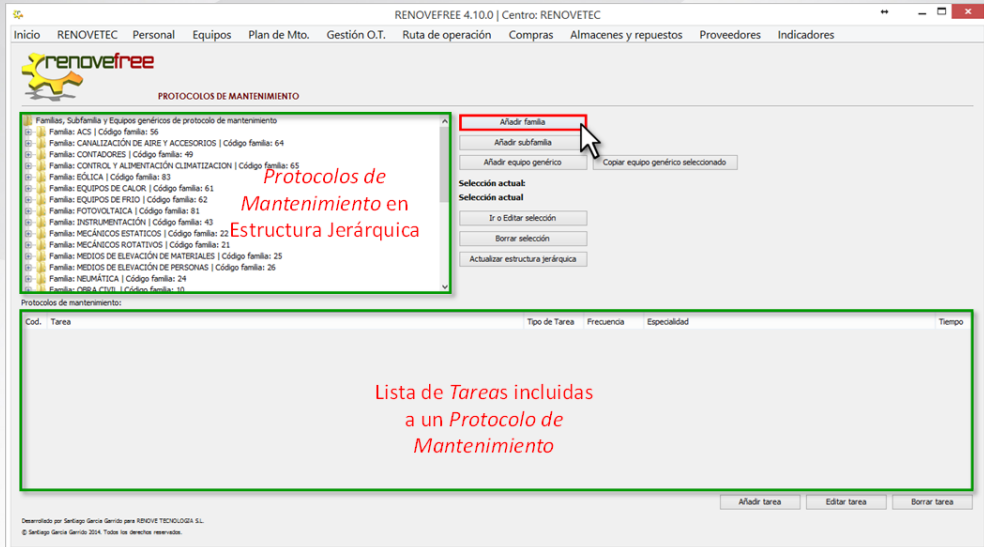 RENOVEFREE 4.10.0 | Centro: RENOVETEC
Inicio RENOVETEC Personal Equipos Plan de Mto. Gestión O.T. Ruta de operación Compras Almacenes y repuestos Proveedores Indicadores
renovefree
PROTOCOLOS DE MANTENIMIENTO
Familias, Subfamilia y Equipos genéricos de protocolo de mantenimiento
Familia: ACS | Código familia: 56
Familia: CANALIZACIÓN DE AIRE Y ACCESORIOS | Código familia: 64
Familia: CONTADORES | Código familia: 49
Familia: CONTROL Y ALIMENTACIÓN CLIMATIZACION | Código familia: 65
Familia: EÓLICA | Código familia: 83
Familia: EQUIPOS DE CALOR | Código familia: 61
Familia: EQUIPOS DE FRIO | Código familia: 62
Familia: FOTOVOLTAICA | Código familia: 81
Familia: INSTRUMENTACIÓN | Código familia: 43
Familia: MECÁNICOS ESTATICOS | Código familia: 22
Familia: MECÁNICOS ROTATIVOS | Código familia: 21
Familia: MEDIOS DE ELEVACIÓN DE MATERIALES | Código familia: 25
Familia: MEDIOS DE ELEVACIÓN DE PERSONAS | Código familia: 26
Familia: NEUMÁTICA | Código familia: 24
Familia: OBRA CIVIL | Código familia: 10
Protocolos de
Mantenimiento en
Estructura Jerárquica
Añadir familia
Añadir subfamilia
Añadir equipo genérico Copiar equipo genérico seleccionado
Selección actual:
Selección actual
Ir o Editar selección
Borrar selección
Actualizar estructura jerárquica
Protocolos de mantenimiento:
Cod. Tarea Tipo de Tarea Frecuencia Especialidad Tiempo
Lista de Tareas incluidas
a un Protocolo de
Mantenimiento
Añadir tarea Editar tarea Borrar tarea
Desarrollado por Santiago Garcia Garrido para RENOVE TECNOLOGIA S.L.
© Santiago Garcia Garrido 2014. Todos los derechos reservados.